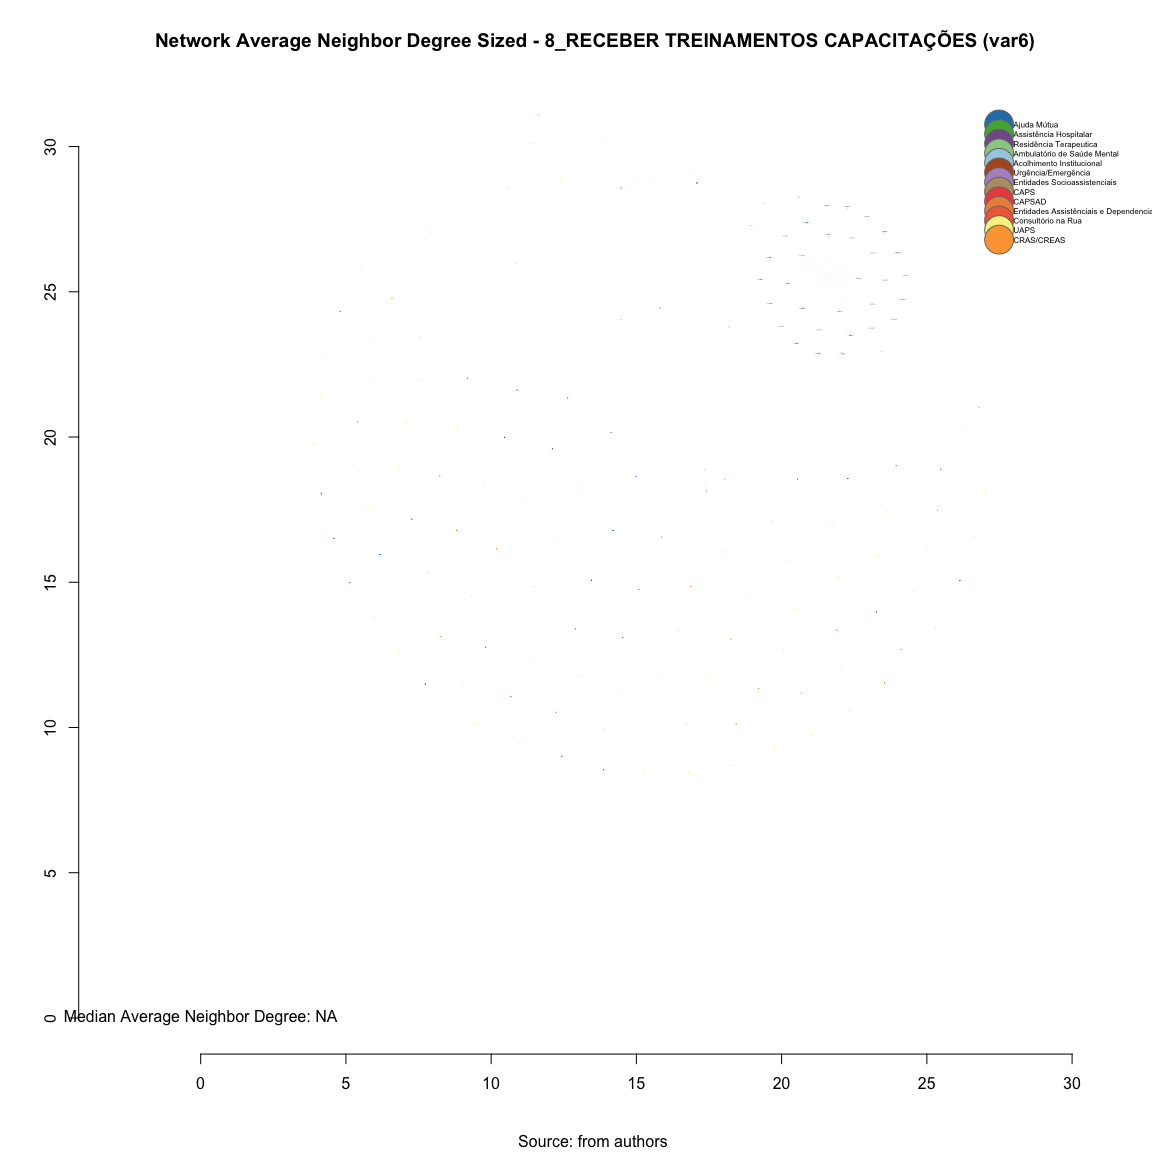 Network Average Neighbor Degree Sized - 8_RECEBER TREINAMENTOS CAPACITAÇÕES (var6)
Ajuda Mútua
Assistência Hospitalar
Residência Terapeutica
Ambulatório de Saúde Mental
Acolhimento Institucional
Urgência/Emergência
Entidades Socioassistenciais
CAPS
CAPSAD
Entidades Assistênciais e Dependencia
Consultório na Rua
UAPS
CRAS/CREAS
30
25
20
15
10
5
0
Median Average Neighbor Degree: NA
0 5 10 15 20 25 30
Source: from authors